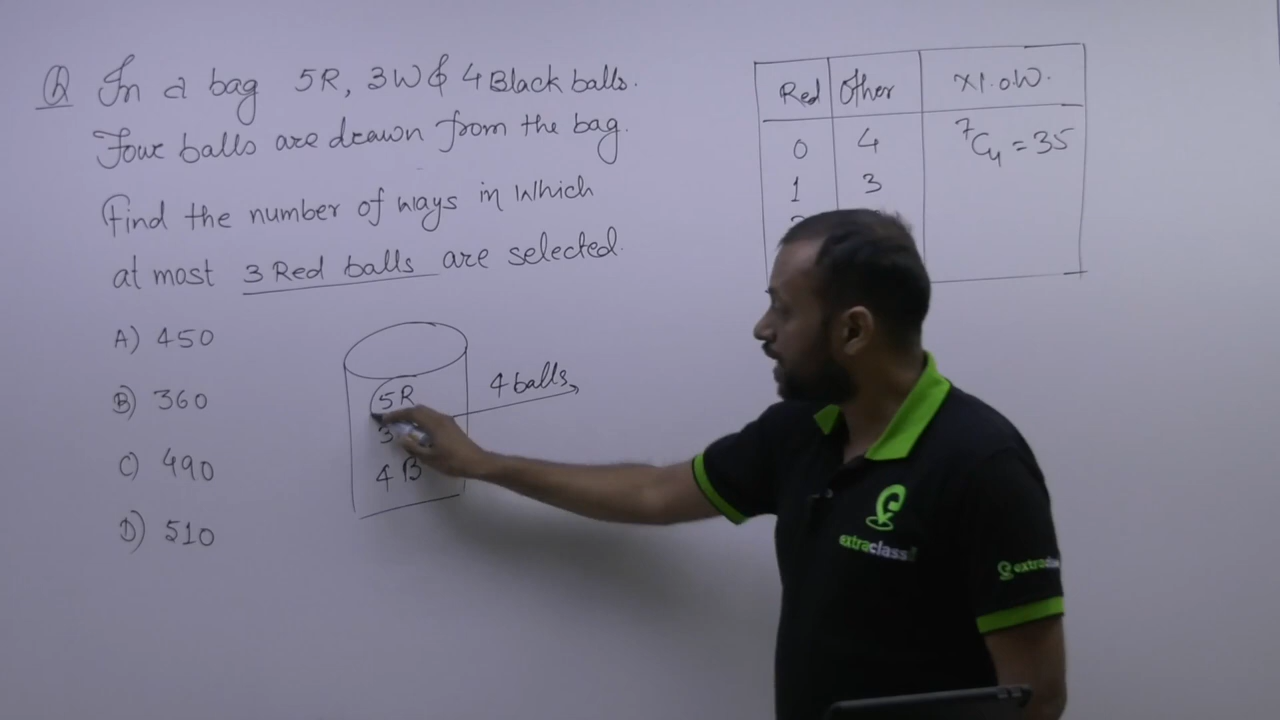 Q In a bag 5R, 3W & 4 Black balls.
Four balls are drawn from the bag.
Find the number of ways in which
at most 3 Red balls are selected.
A) 450
B) 360
C) 490
D) 510
5R
3
4 B
4 balls
Red Other
0 4 ⁷C₄ = 35
1 3
extraclass